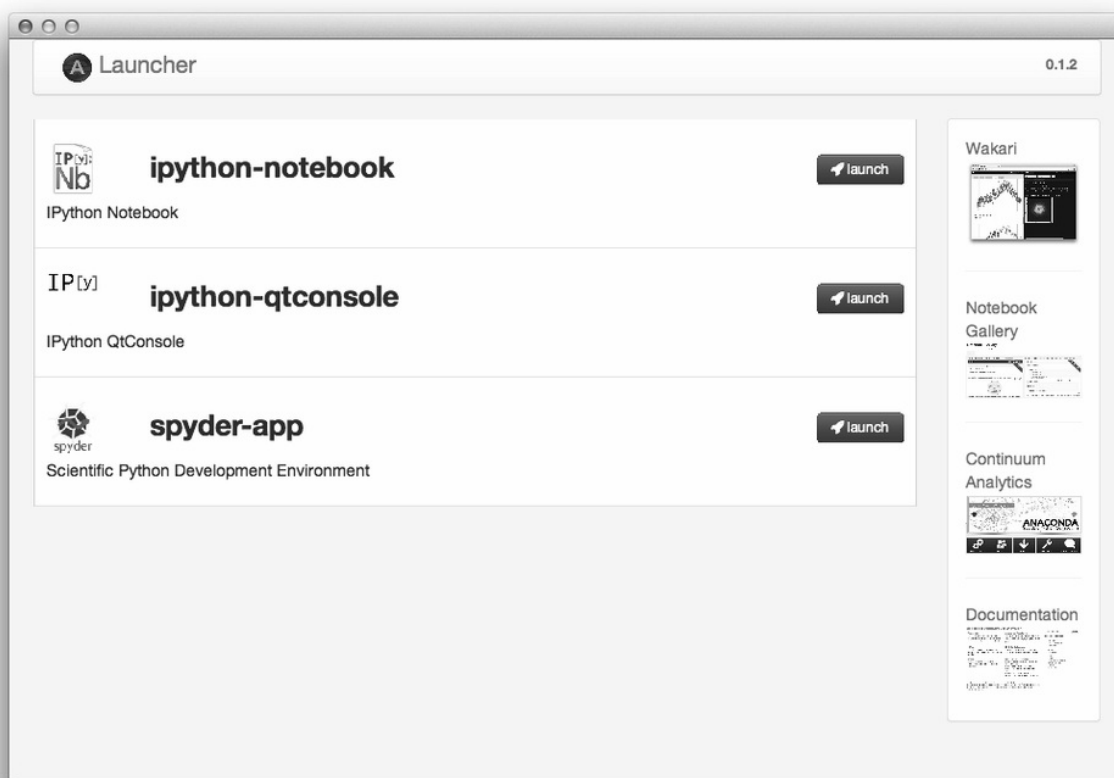 A Launcher
0.1.2
IP[y]:
Nb
ipython-notebook
launch
IPython Notebook
IP[y]
ipython-qtconsole
launch
IPython QtConsole
spyder
spyder-app
launch
Scientific Python Development Environment
Wakari
Notebook
Gallery
Continuum
Analytics
ANACONDA
Documentation